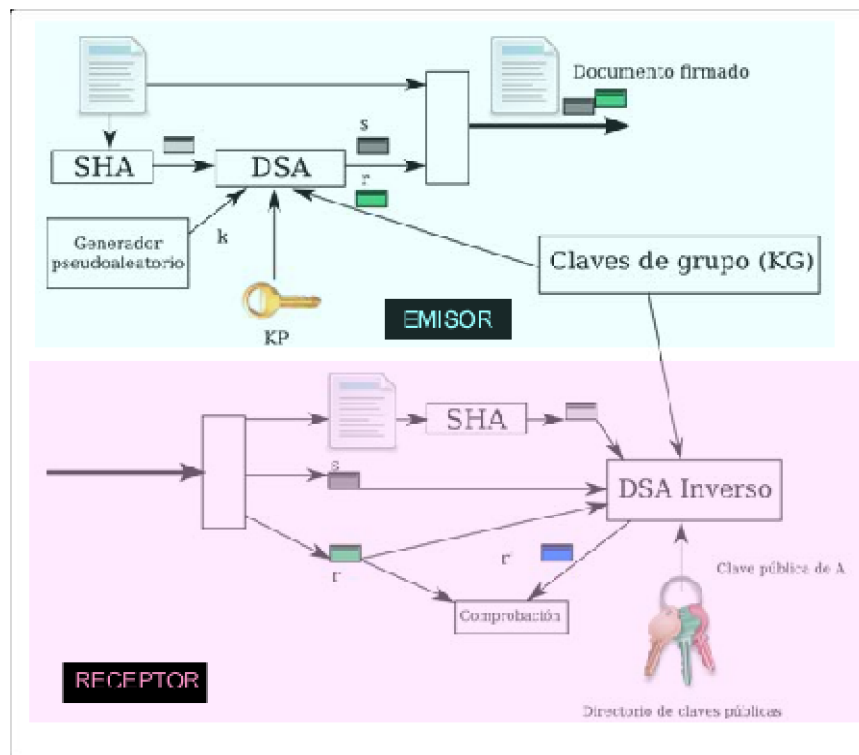 Documento firmado
s
SHA
DSA
r
Generador
pseudoaleatorio
k
Claves de grupo (KG)
KP
EMISOR
SHA
s
DSA Inverso
r
r'
Clave pública de A
Comprobación
RECEPTOR
Directorio de claves públicas